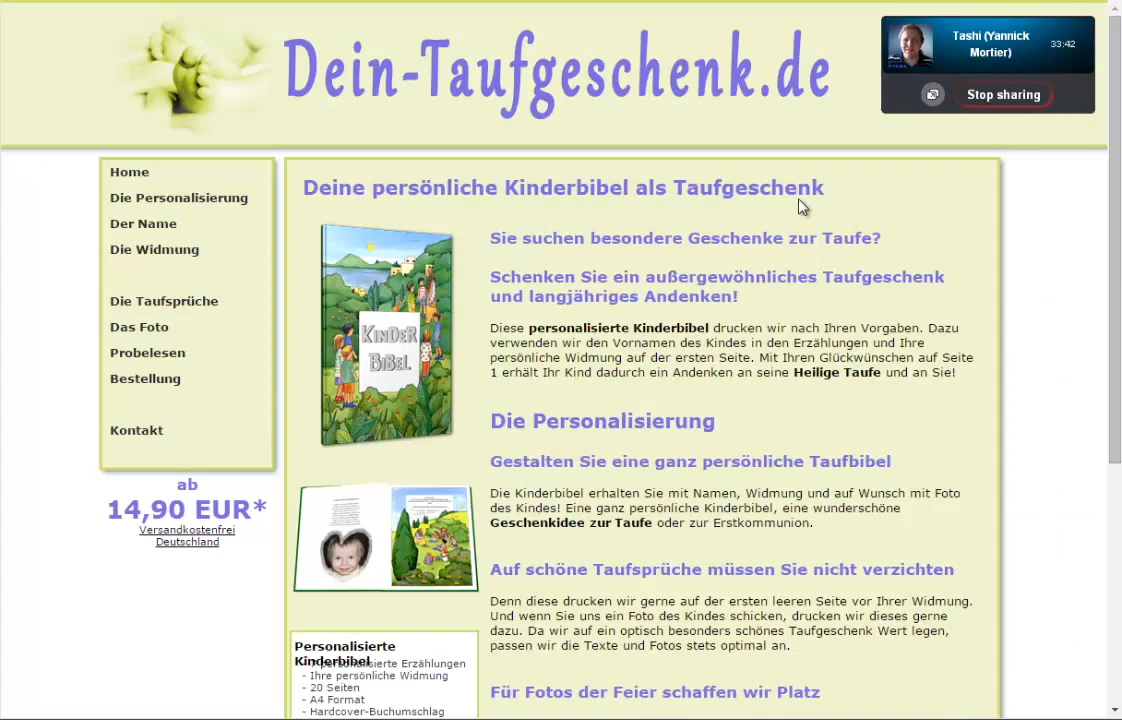 Dein-Taufgeschenk.de
Tashi (Yannick
Mortier)
33:42
Stop sharing
Home
Die Personalisierung
Der Name
Die Widmung
Die Taufsprüche
Das Foto
Probelesen
Bestellung
Kontakt
ab
14,90 EUR*
Versandkostenfrei
Deutschland
Deine persönliche Kinderbibel als Taufgeschenk
KINDER
BIBEL
Sie suchen besondere Geschenke zur Taufe?
Schenken Sie ein außergewöhnliches Taufgeschenk
und langjähriges Andenken!
Diese personalisierte Kinderbibel drucken wir nach Ihren Vorgaben. Dazu
verwenden wir den Vornamen des Kindes in den Erzählungen und Ihre
persönliche Widmung auf der ersten Seite. Mit Ihren Glückwünschen auf Seite
1 erhält Ihr Kind dadurch ein Andenken an seine Heilige Taufe und an Sie!
Die Personalisierung
Gestalten Sie eine ganz persönliche Taufbibel
Die Kinderbibel erhalten Sie mit Namen, Widmung und auf Wunsch mit Foto
des Kindes! Eine ganz persönliche Kinderbibel, eine wunderschöne
Geschenkidee zur Taufe oder zur Erstkommunion.
Auf schöne Taufsprüche müssen Sie nicht verzichten
Denn diese drucken wir gerne auf der ersten leeren Seite vor Ihrer Widmung.
Und wenn Sie uns ein Foto des Kindes schicken, drucken wir dieses gerne
dazu. Da wir auf ein optisch besonders schönes Taufgeschenk Wert legen,
passen wir die Texte und Fotos stets optimal an.
Für Fotos der Feier schaffen wir Platz
Personalisierte
Kinderbibel
- 7 personalisierte Erzählungen
- Ihre persönliche Widmung
- 20 Seiten
- A4 Format
- Hardcover-Buchumschlag